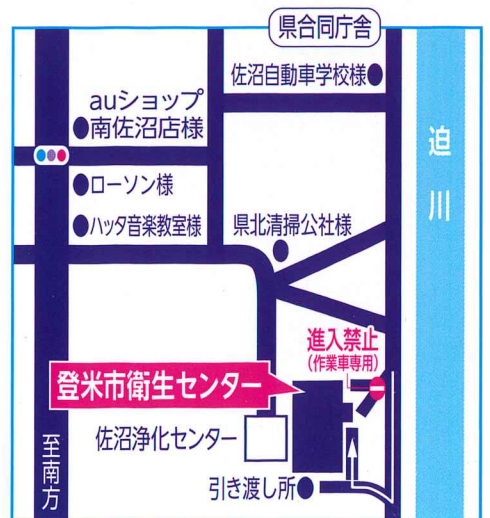 県合同庁舎
佐沼自動車学校様
auショップ
南佐沼店様
迫川
ローソン様
ハッタ音楽教室様
県北清掃公社様
進入禁止
(作業車専用)
登米市衛生センター
佐沼浄化センター
至南方
引き渡し所